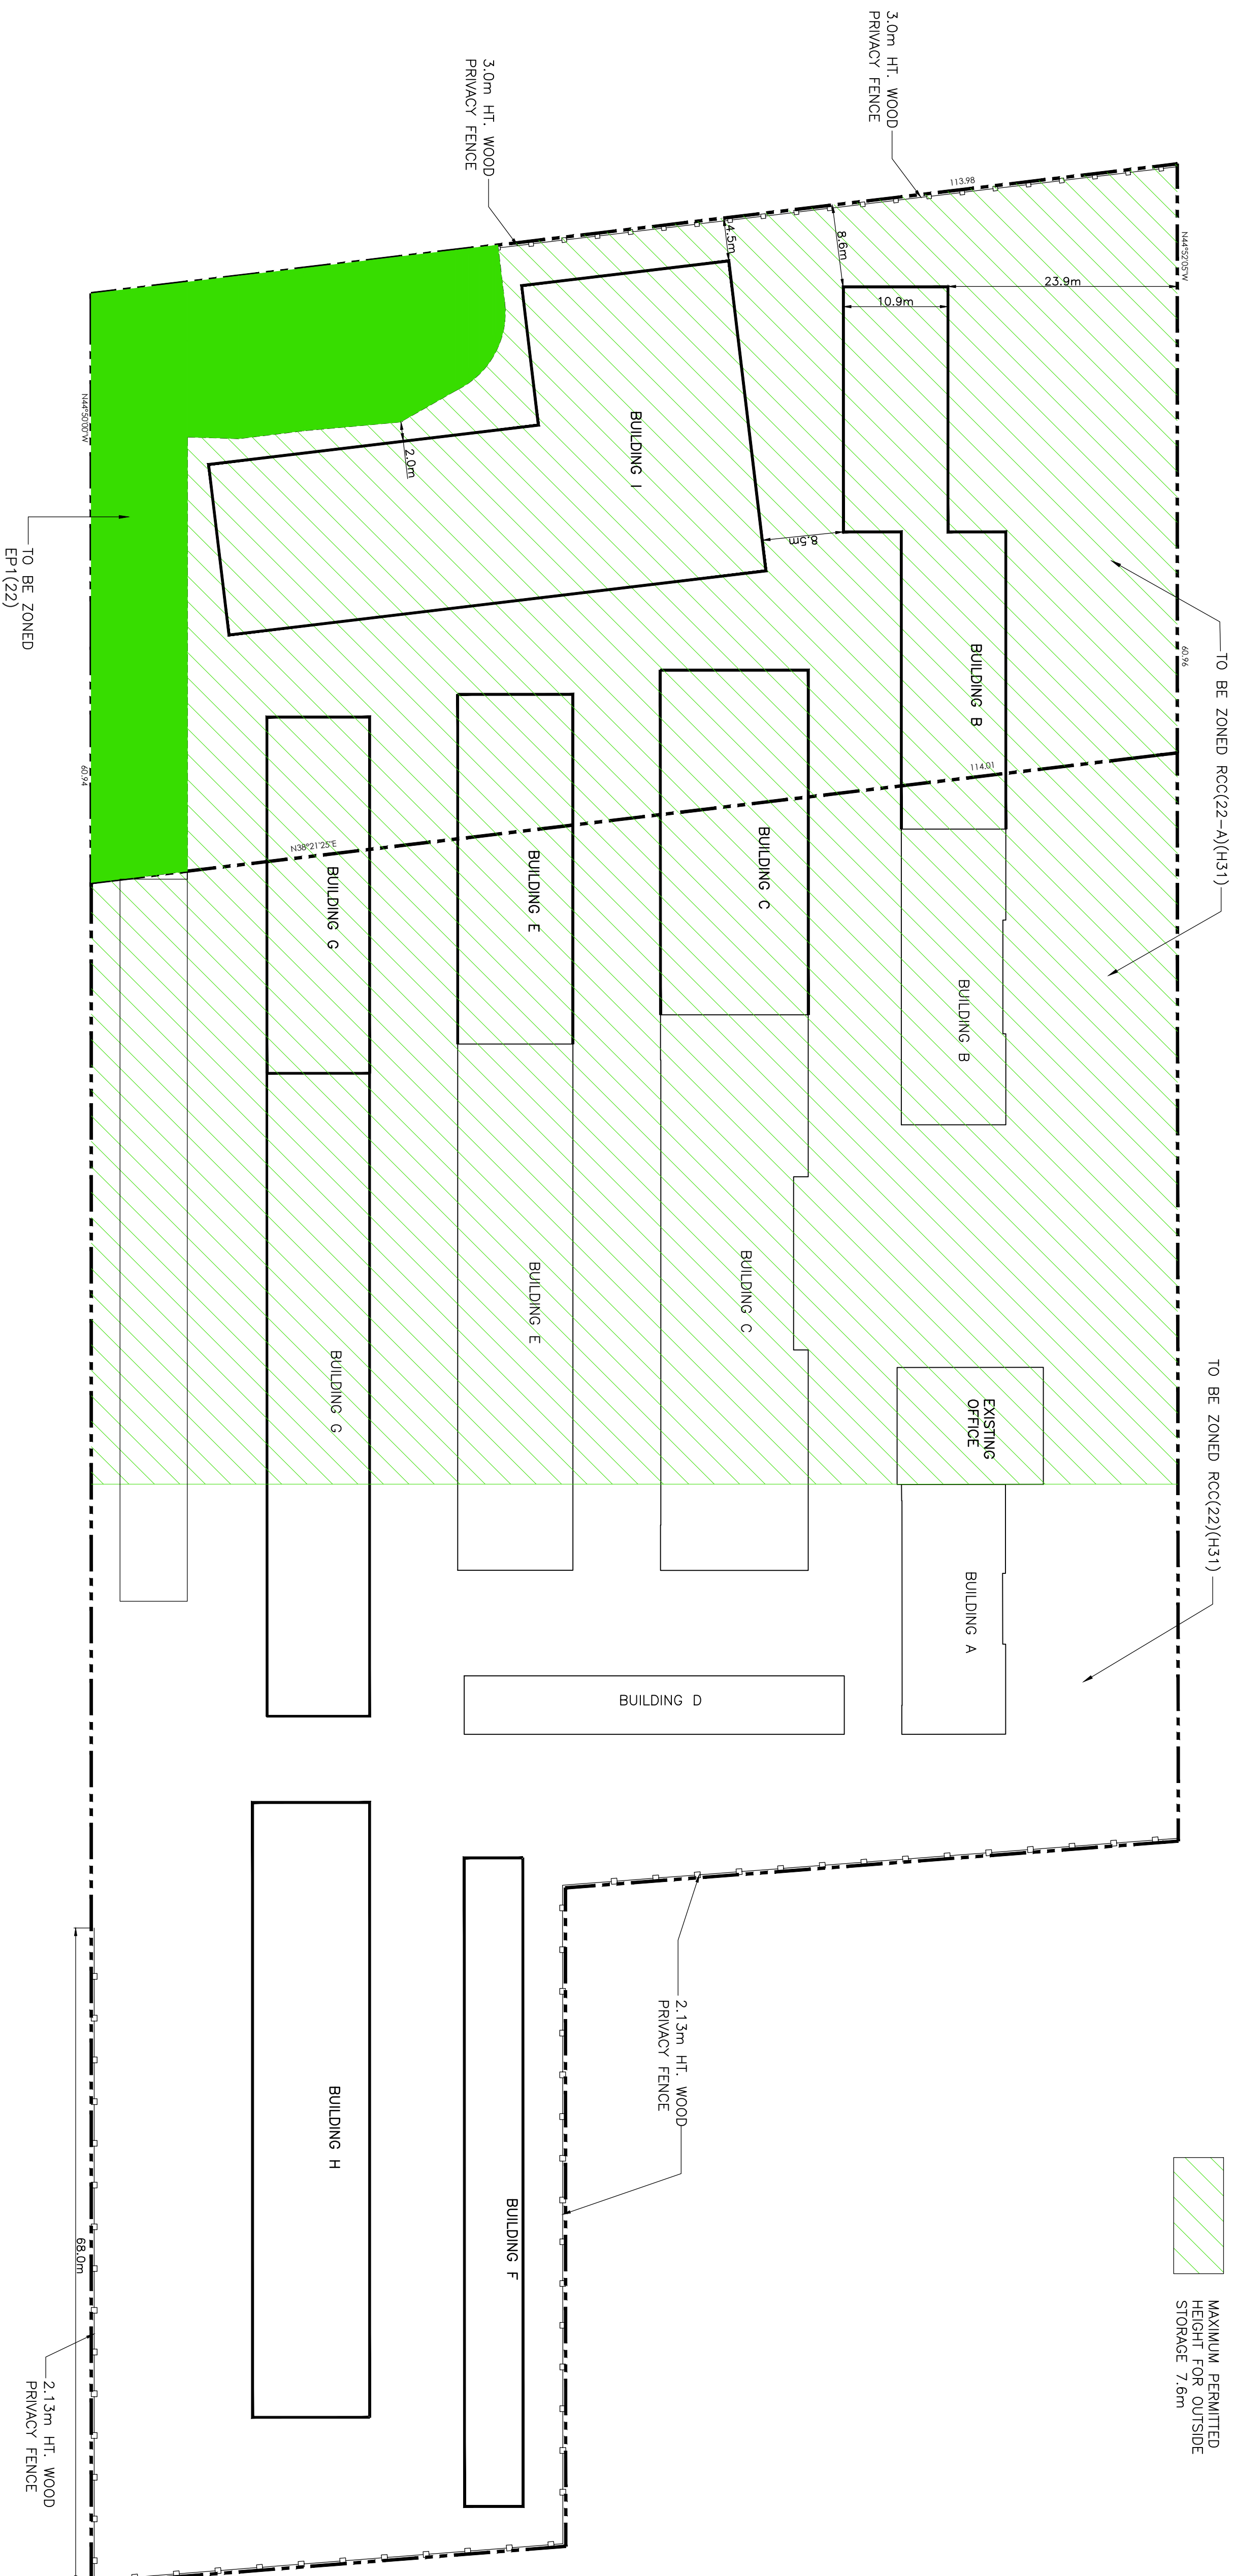 3.0m HT. WOOD
PRIVACY FENCE
3.0m HT. WOOD
PRIVACY FENCE
113.98
N44°52'05"W
4.5m
8.6m
23.9m
10.9m
N44°50'00"W
BUILDING I
2.0m
8.5m
TO BE ZONED
EP1(22)
TO BE ZONED RCC(22-A)(H31)
60.96
BUILDING B
114.01
60.94
N38°21'25"E
BUILDING C
BUILDING E
BUILDING G
BUILDING B
BUILDING C
BUILDING E
BUILDING G
TO BE ZONED RCC(22)(H31)
EXISTING
OFFICE
BUILDING A
BUILDING D
2.13m HT. WOOD
PRIVACY FENCE
BUILDING H
BUILDING F
68.0m
2.13m HT. WOOD
PRIVACY FENCE
MAXIMUM PERMITTED
HEIGHT FOR OUTSIDE
STORAGE 7.6m